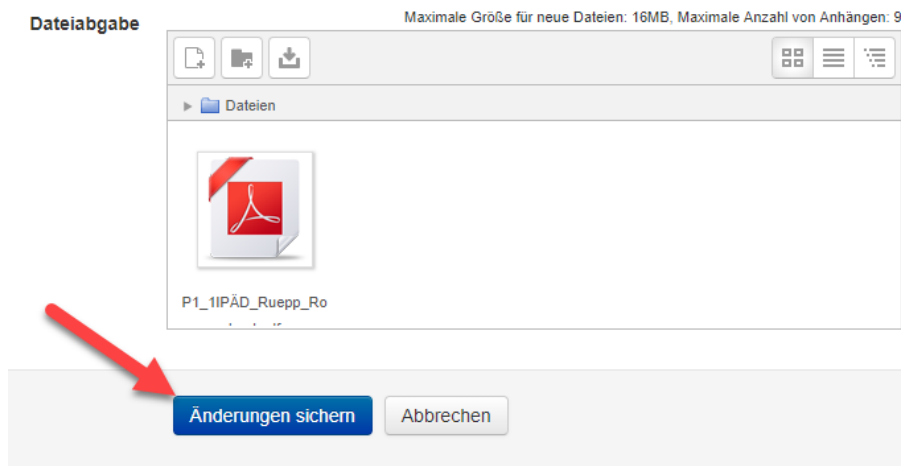 Dateiabgabe
Maximale Größe für neue Dateien: 16MB, Maximale Anzahl von Anhängen: 9
Dateien
P1_1IPÄD_Ruepp_Ro
Änderungen sichern
Abbrechen